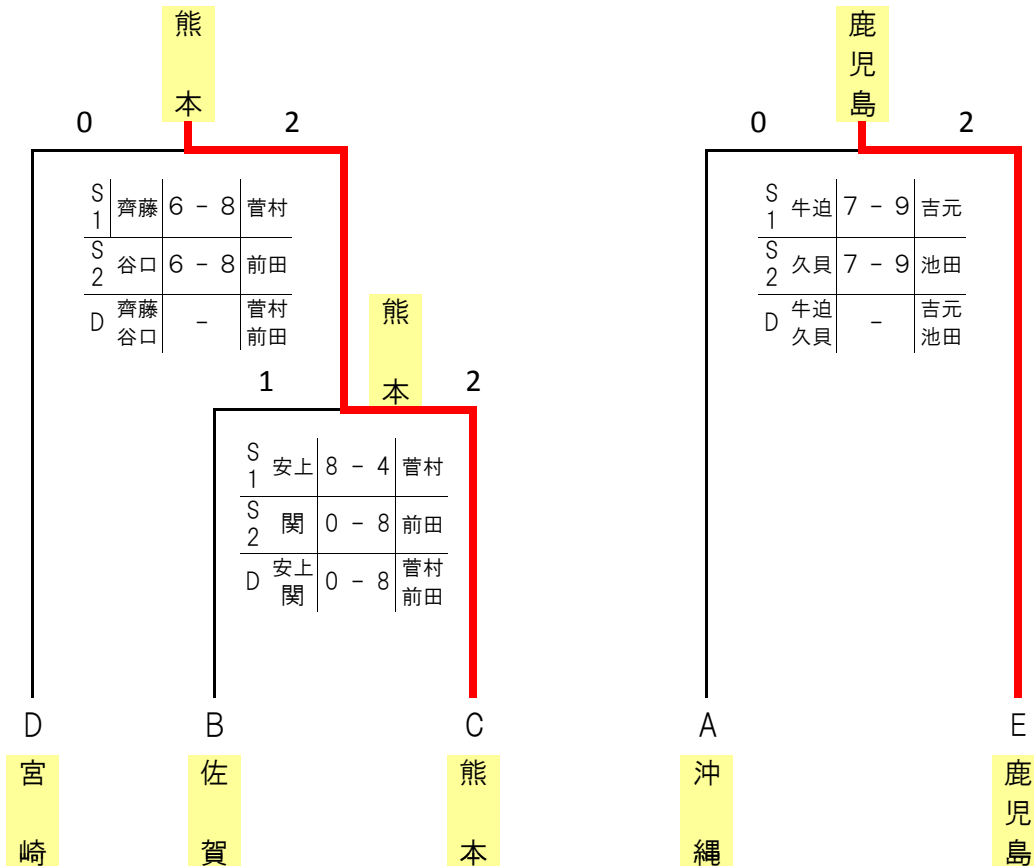 熊本
鹿児島
0 2
0 2
S1 齊藤 6 - 8 菅村
S2 谷口 6 - 8 前田
D 齊藤 谷口 - 菅村 前田
S1 牛迫 7 - 9 吉元
S2 久貝 7 - 9 池田
D 牛迫 久貝 - 吉元 池田
熊本
1 2
S1 安上 8 - 4 菅村
S2 関 0 - 8 前田
D 安上 関 0 - 8 菅村 前田
D B C A E
宮崎
佐賀
熊本
沖縄
鹿児島